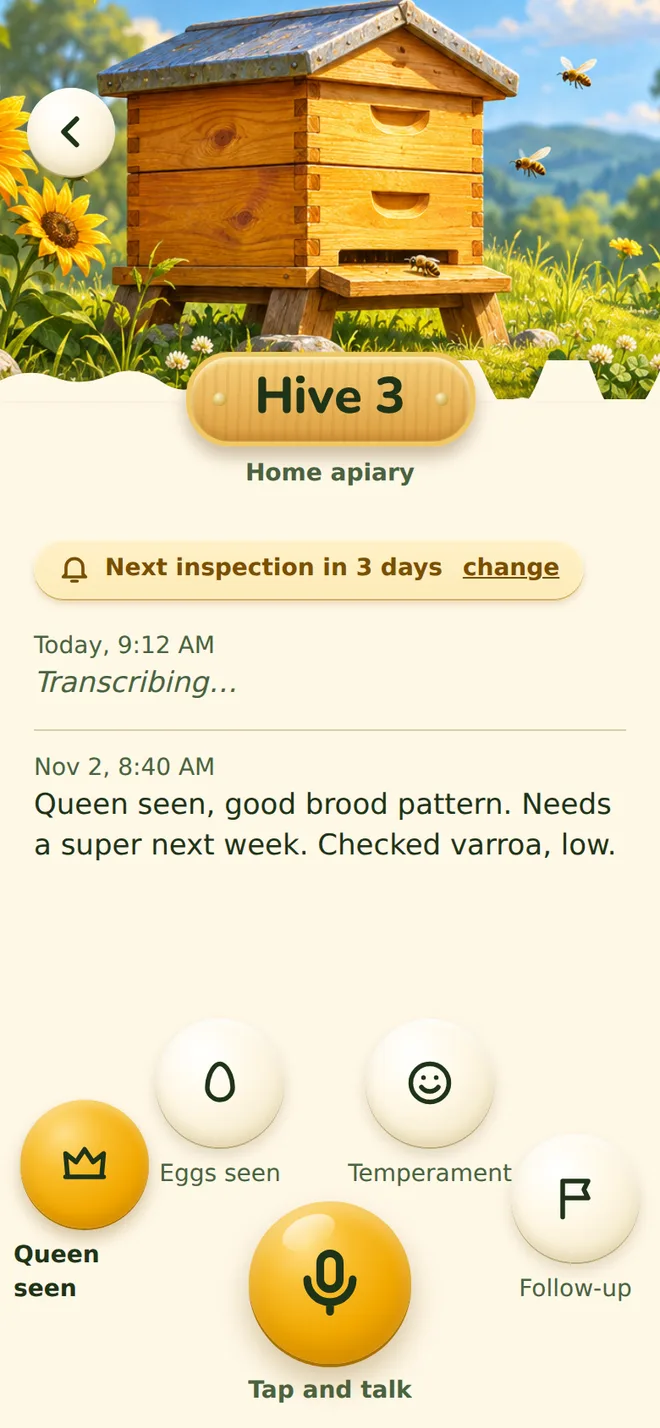 Hive 3
Home apiary
Next inspection in 3 days change
Today, 9:12 AM
Transcribing...
Nov 2, 8:40 AM
Queen seen, good brood pattern. Needs
a super next week. Checked varroa, low.
Eggs seen
Temperament
Queen
seen
Follow-up
Tap and talk